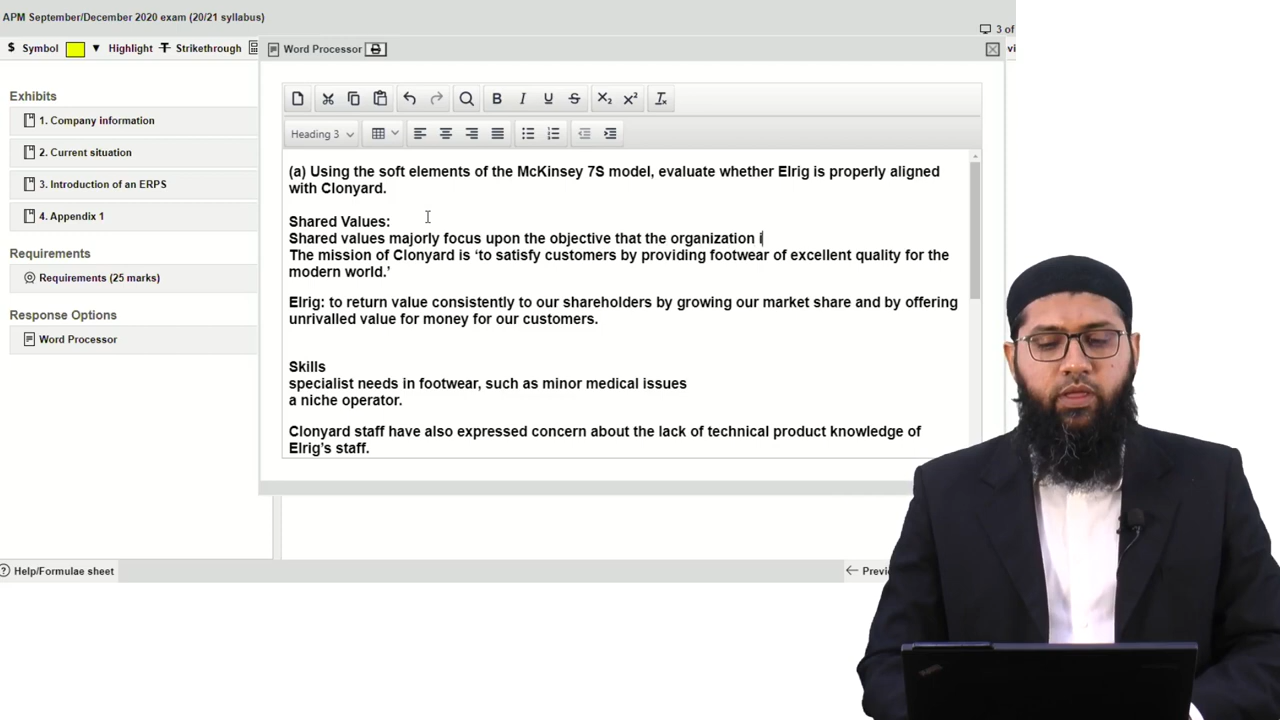 APM September/December 2020 exam (20/21 syllabus)
3 of
$ Symbol Highlight Strikethrough
Word Processor
Exhibits
1. Company information
2. Current situation
3. Introduction of an ERPS
4. Appendix 1
Requirements
Requirements (25 marks)
Response Options
Word Processor
B I U S X₂ X² Tx
Heading 3
(a) Using the soft elements of the McKinsey 7S model, evaluate whether Elrig is properly aligned
with Clonyard.
Shared Values:
Shared values majorly focus upon the objective that the organization i
The mission of Clonyard is ‘to satisfy customers by providing footwear of excellent quality for the
modern world.’
Elrig: to return value consistently to our shareholders by growing our market share and by offering
unrivalled value for money for our customers.
Skills
specialist needs in footwear, such as minor medical issues
a niche operator.
Clonyard staff have also expressed concern about the lack of technical product knowledge of
Elrig’s staff.
Help/Formulae sheet
Previ